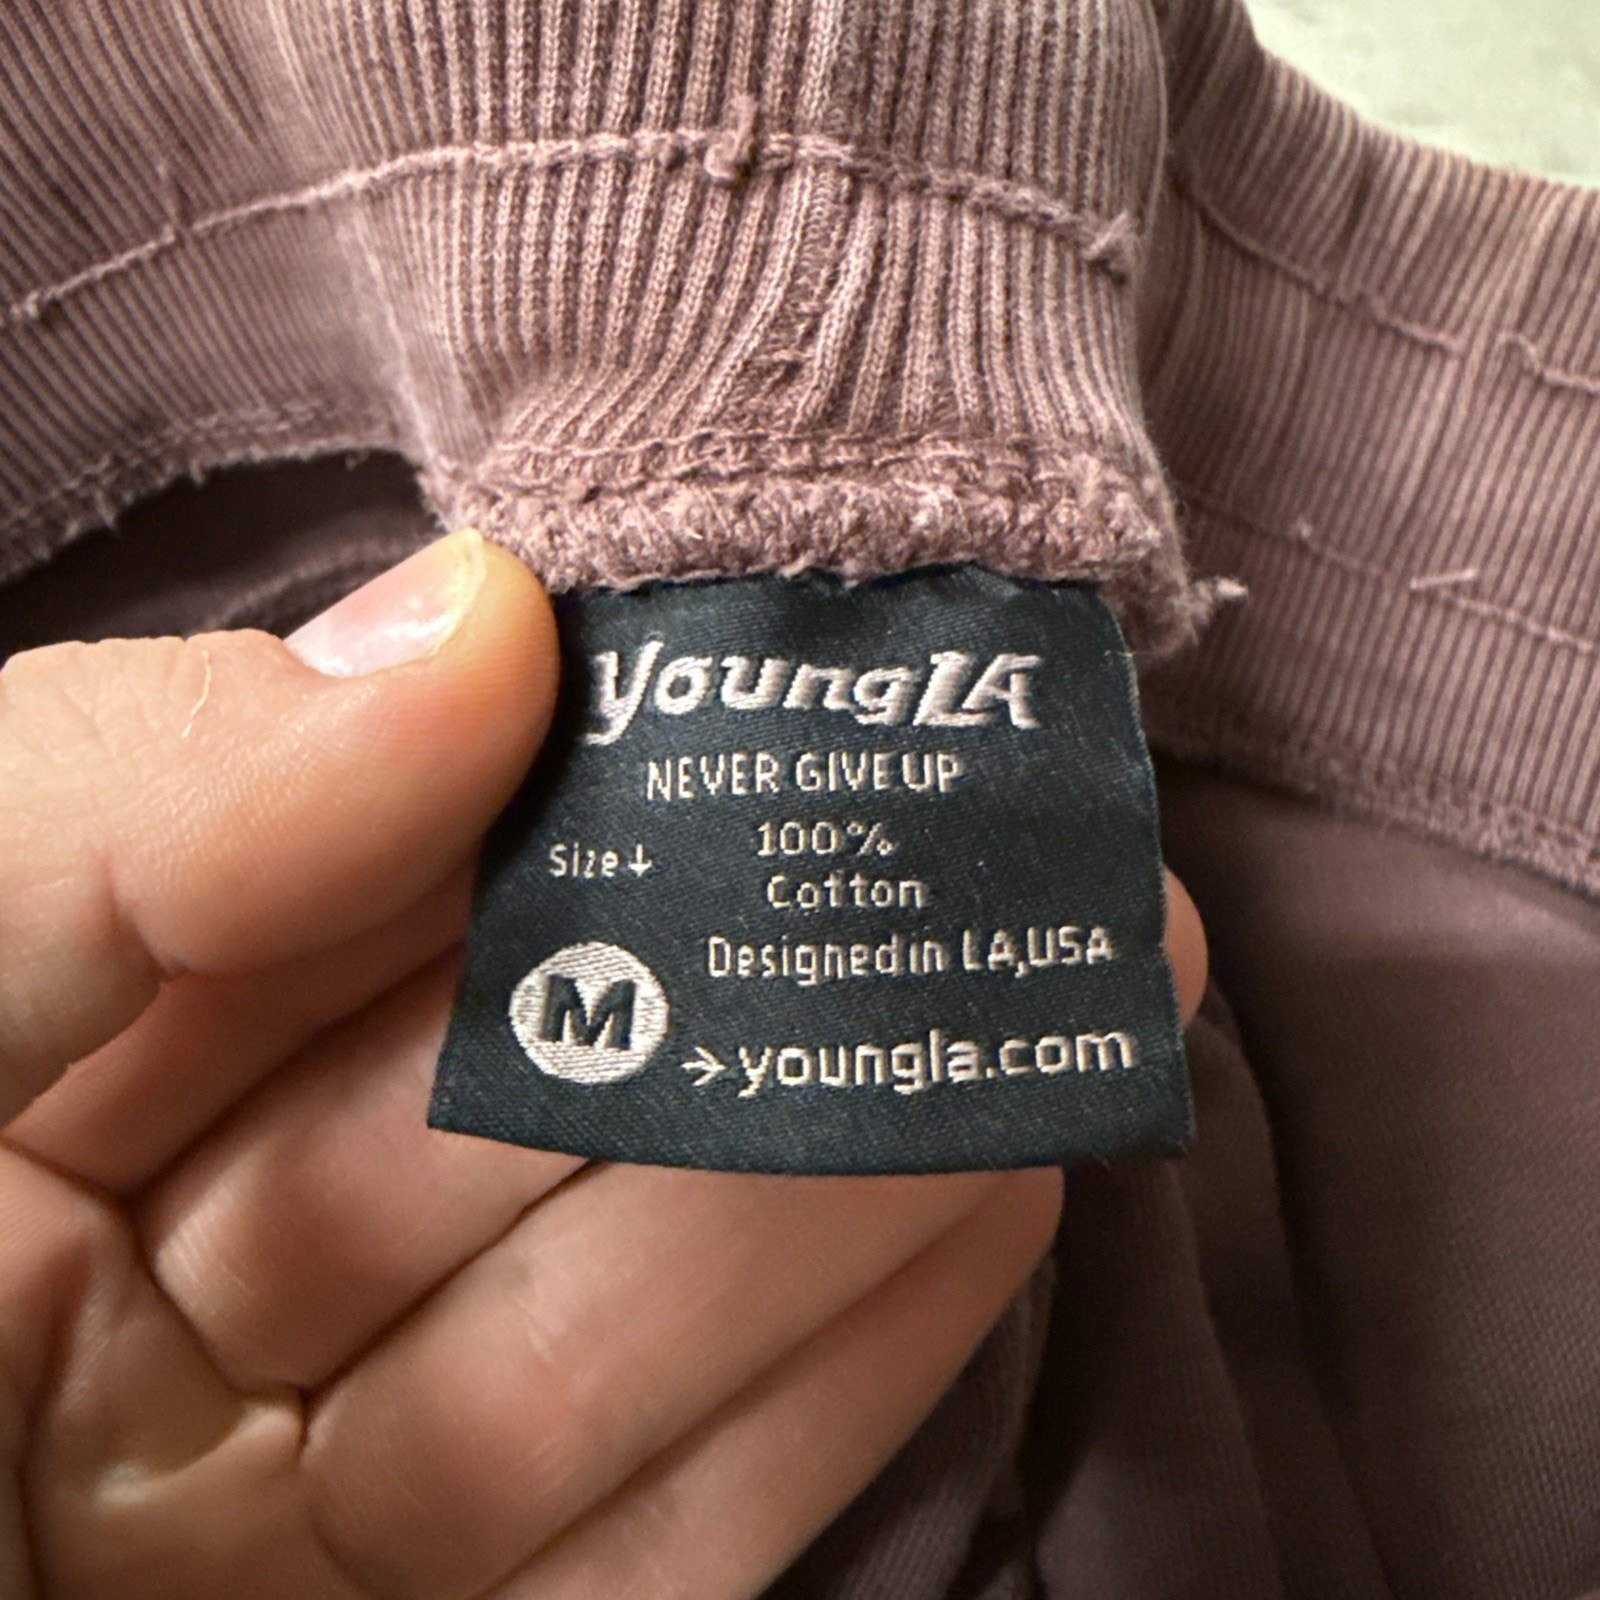 YoungLA
NEVER GIVE UP
Size↓
100%
Cotton
Designed in LA,USA
M
→youngla.com